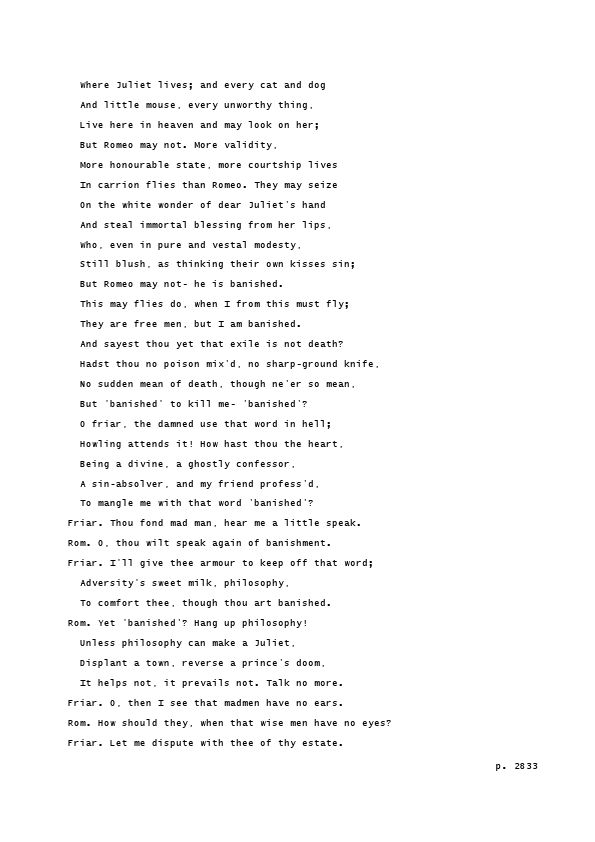 Where Juliet lives; and every cat and dog
And little mouse, every unworthy thing,
Live here in heaven and may look on her;
But Romeo may not. More validity,
More honourable state, more courtship lives
In carrion flies than Romeo. They may seize
On the white wonder of dear Juliet's hand
And steal immortal blessing from her lips,
Who, even in pure and vestal modesty,
Still blush, as thinking their own kisses sin;
But Romeo may not- he is banished.
This may flies do, when I from this must fly;
They are free men, but I am banished.
And sayest thou yet that exile is not death?
Hadst thou no poison mix'd, no sharp-ground knife,
No sudden mean of death, though ne'er so mean,
But 'banished' to kill me- 'banished'?
O friar, the damned use that word in hell;
Howling attends it! How hast thou the heart,
Being a divine, a ghostly confessor,
A sin-absolver, and my friend profess'd,
To mangle me with that word 'banished'?
Friar. Thou fond mad man, hear me a little speak.
Rom. O, thou wilt speak again of banishment.
Friar. I'll give thee armour to keep off that word;
Adversity's sweet milk, philosophy,
To comfort thee, though thou art banished.
Rom. Yet 'banished'? Hang up philosophy!
Unless philosophy can make a Juliet,
Displant a town, reverse a prince's doom,
It helps not, it prevails not. Talk no more.
Friar. O, then I see that madmen have no ears.
Rom. How should they, when that wise men have no eyes?
Friar. Let me dispute with thee of thy estate.
p. 2833